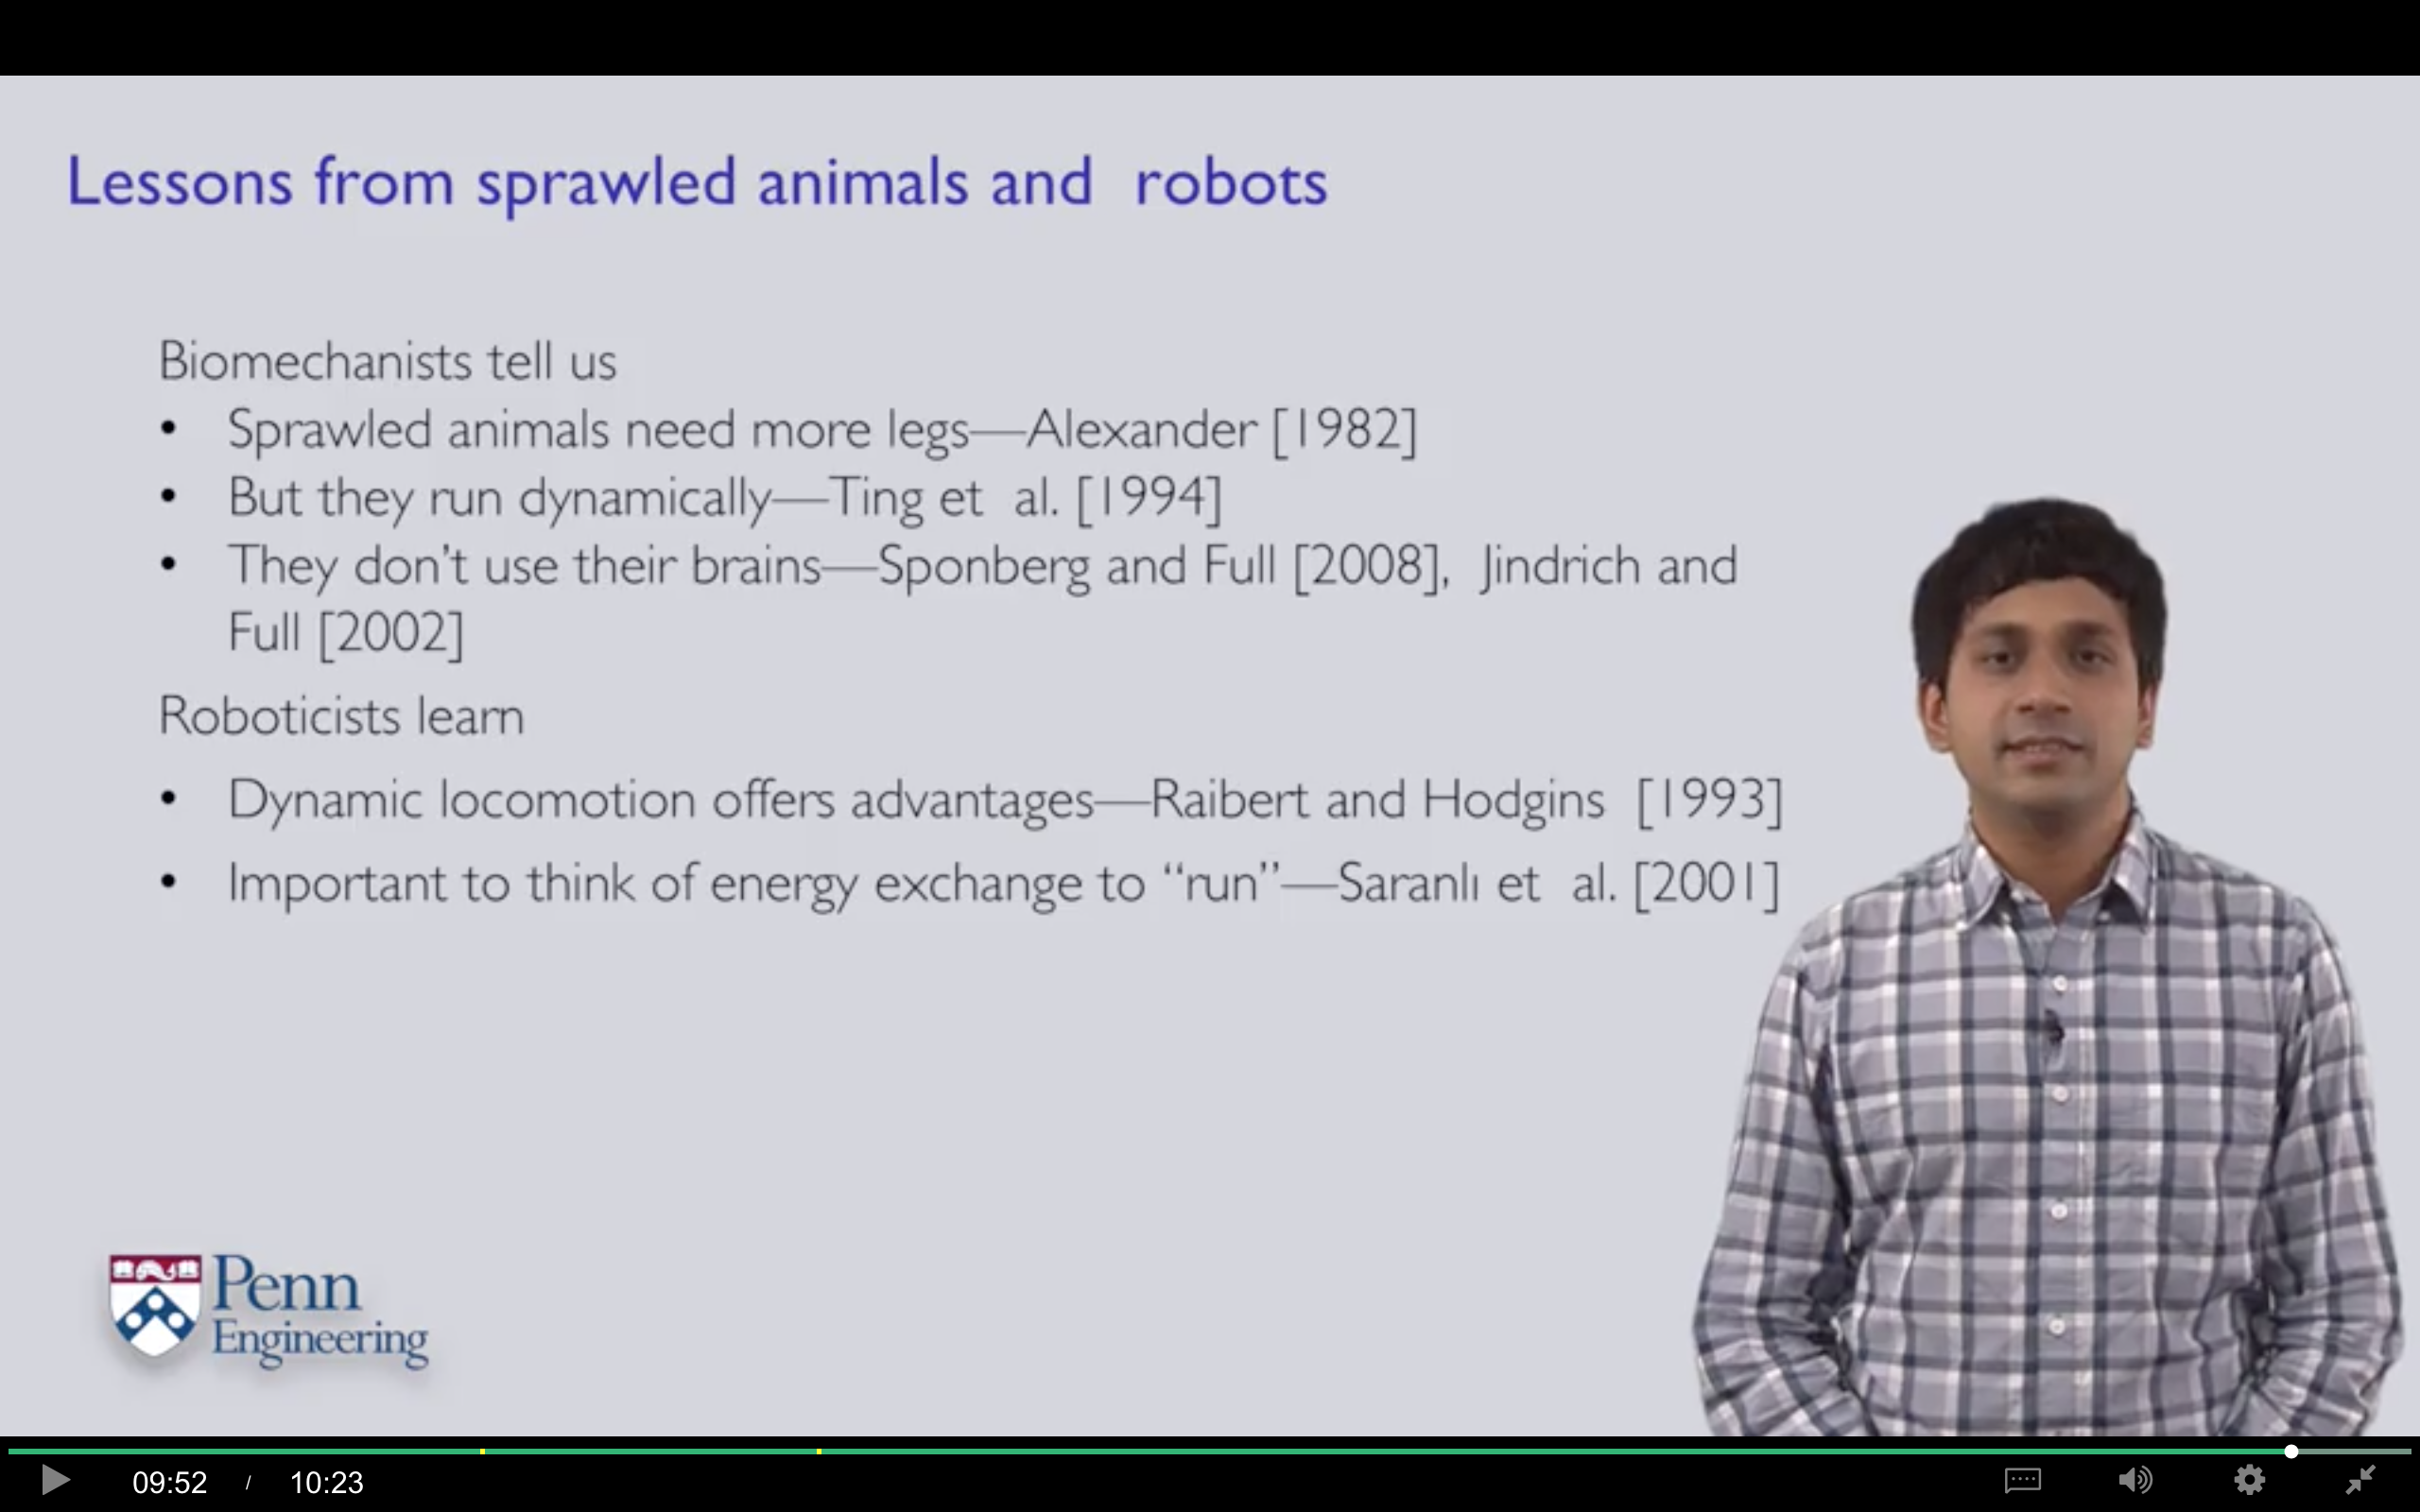 Lessons from sprawled animals and robots
Biomechanists tell us
• Sprawled animals need more legs—Alexander [1982]
• But they run dynamically—Ting et al. [1994]
• They don't use their brains—Sponberg and Full [2008], Jindrich and
Full [2002]
Roboticists learn
• Dynamic locomotion offers advantages—Raibert and Hodgins [1993]
• Important to think of energy exchange to “run”—Saranlı et al. [2001]
Penn
Engineering
09:52 / 10:23